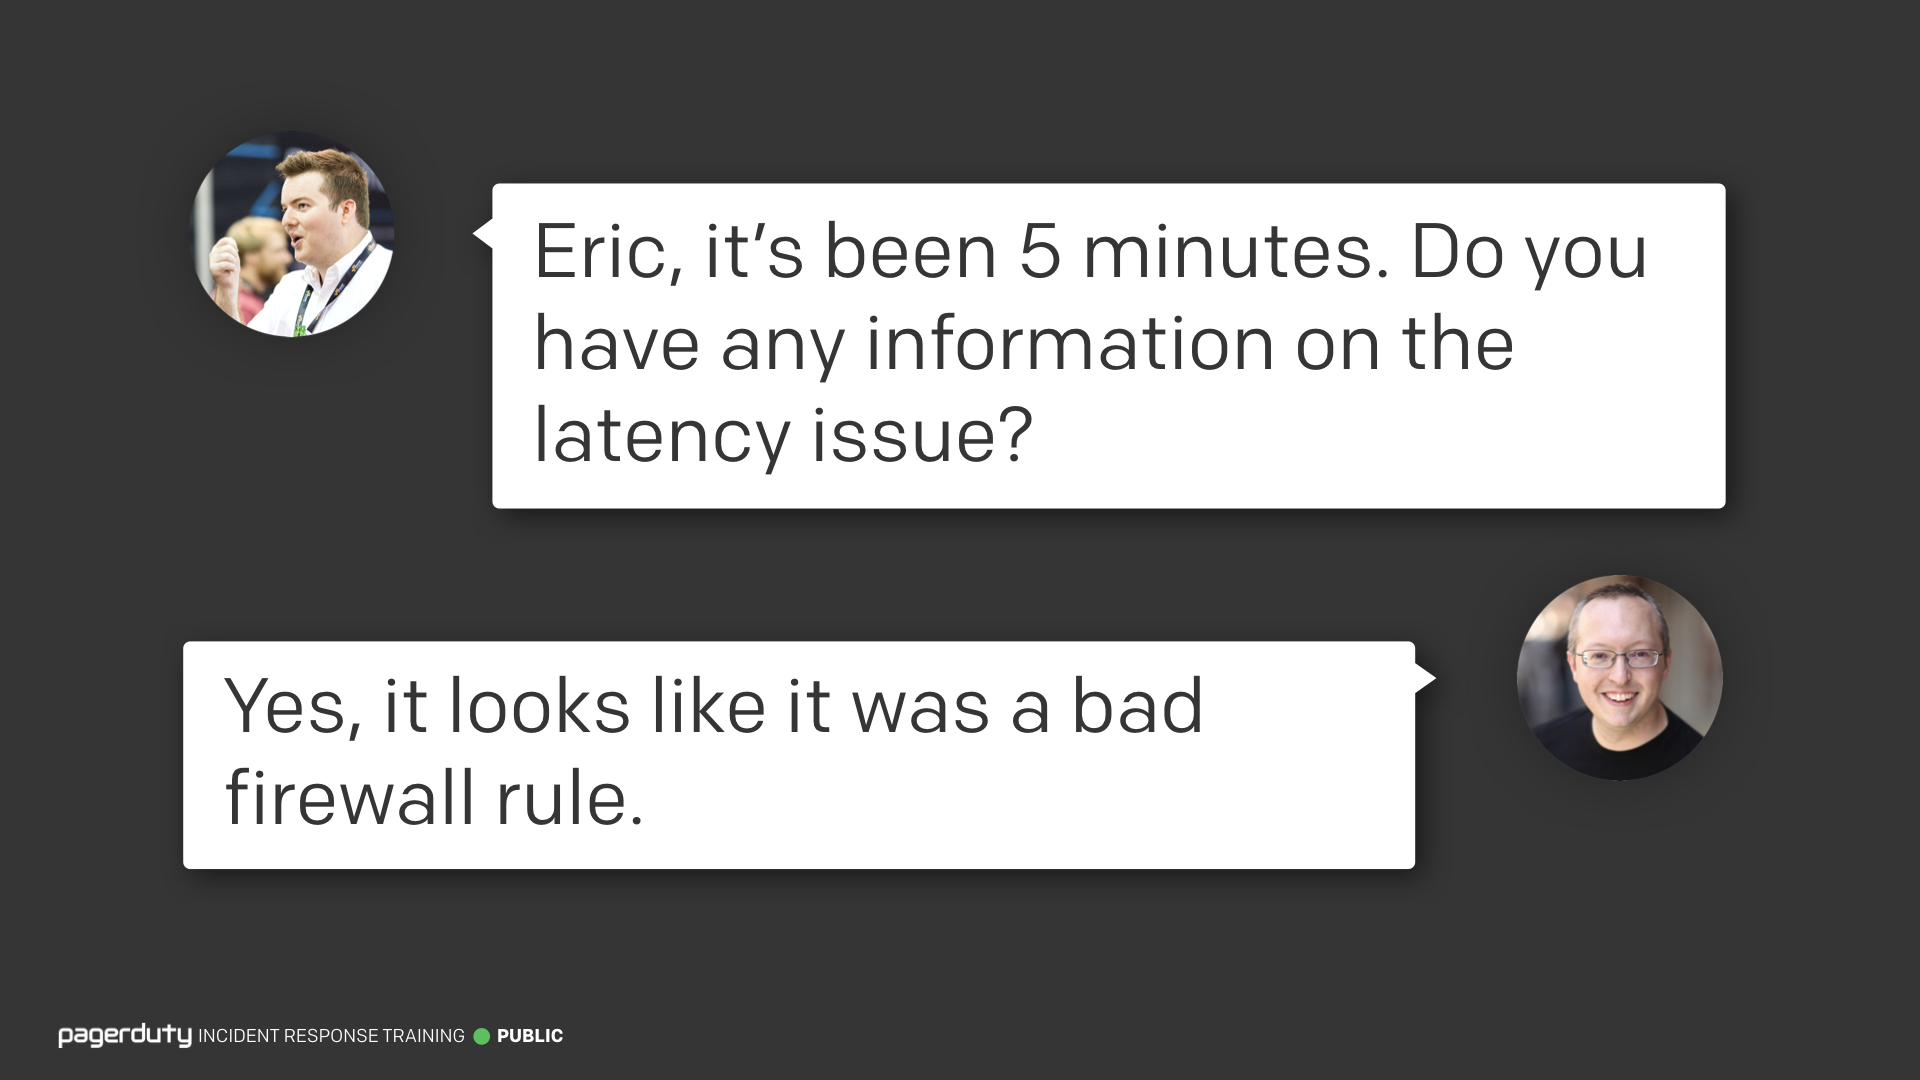 Eric, it’s been 5 minutes. Do you
have any information on the
latency issue?
Yes, it looks like it was a bad
firewall rule.
pagerduty INCIDENT RESPONSE TRAINING PUBLIC